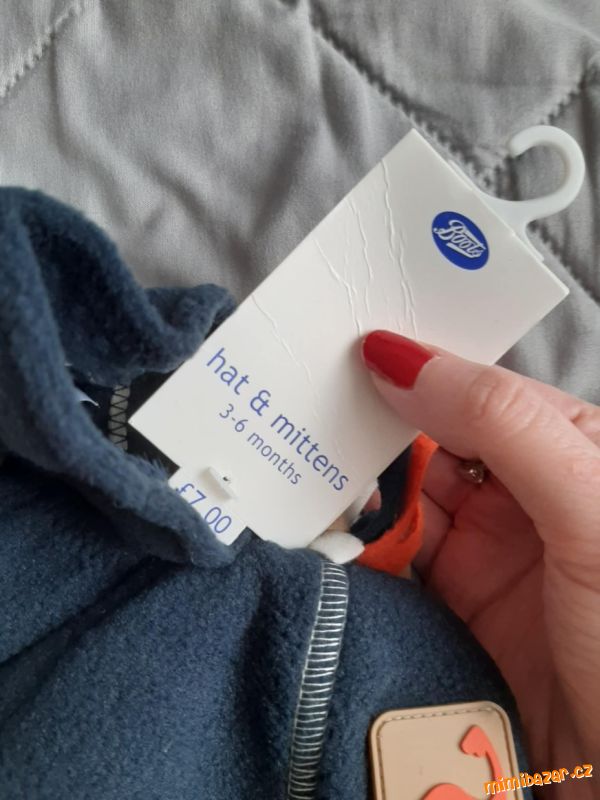 Boots
hat & mittens
3-6 months
£7.00
mimibazar.cz